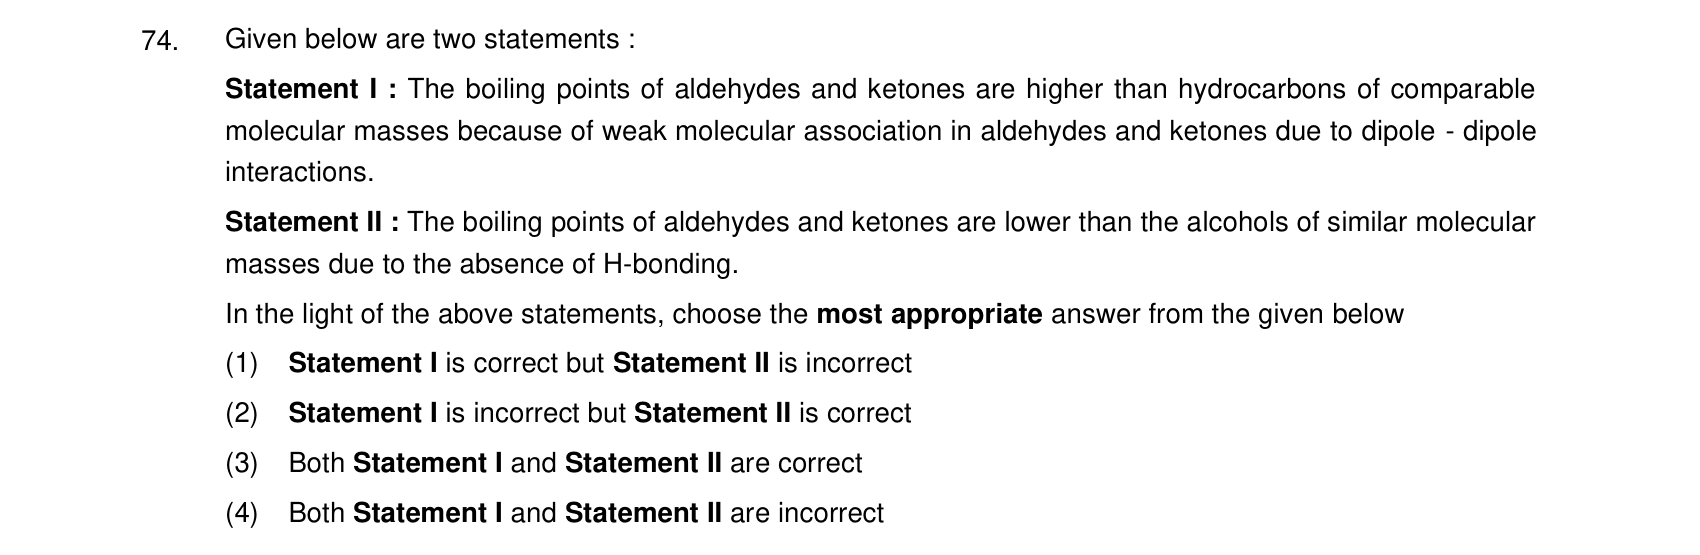 74. Given below are two statements :
Statement I : The boiling points of aldehydes and ketones are higher than hydrocarbons of comparable
molecular masses because of weak molecular association in aldehydes and ketones due to dipole - dipole
interactions.
Statement II : The boiling points of aldehydes and ketones are lower than the alcohols of similar molecular
masses due to the absence of H-bonding.
In the light of the above statements, choose the most appropriate answer from the given below
(1) Statement I is correct but Statement II is incorrect
(2) Statement I is incorrect but Statement II is correct
(3) Both Statement I and Statement II are correct
(4) Both Statement I and Statement II are incorrect